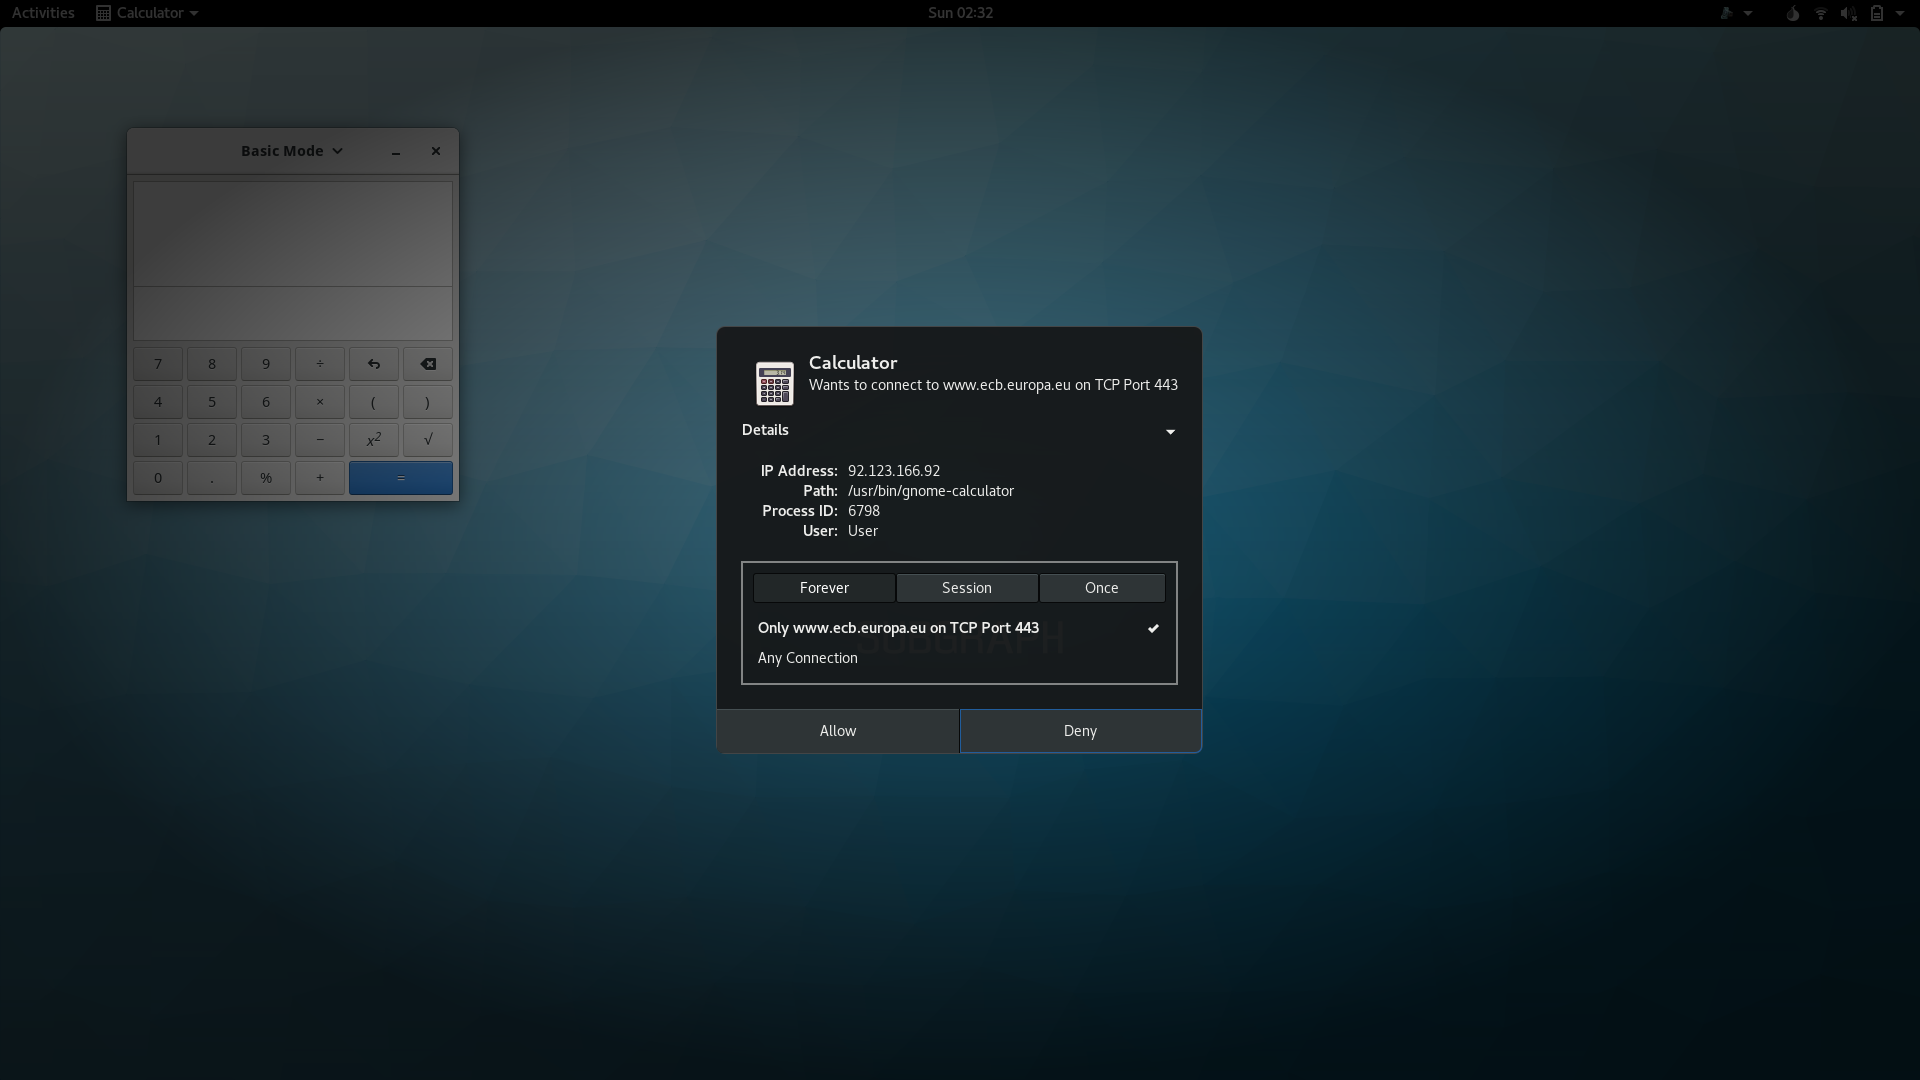 Activities Calculator Sun 02:32
Basic Mode
7 8 9 ÷
4 5 6 × ( )
1 2 3 − x² √
0 . % + =
Calculator
Wants to connect to www.ecb.europa.eu on TCP Port 443
Details
IP Address: 92.123.166.92
Path: /usr/bin/gnome-calculator
Process ID: 6798
User: User
Forever Session Once
Only www.ecb.europa.eu on TCP Port 443
SUBGRAPH
Any Connection
Allow Deny